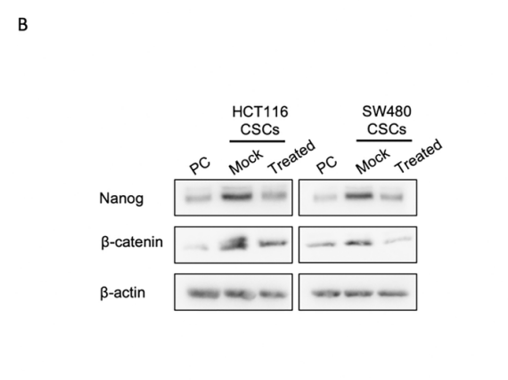 B
HCT116 SW480
CSCs CSCs
PC Mock Treated PC Mock Treated
Nanog
β-catenin
β-actin